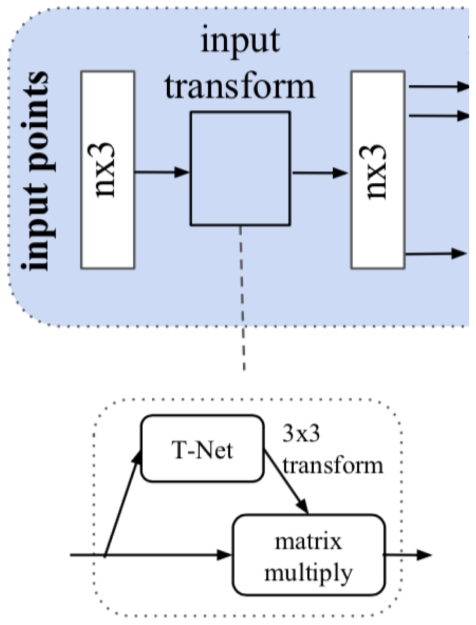 input
transform
input points
nx3
nx3
T-Net
3x3
transform
matrix
multiply